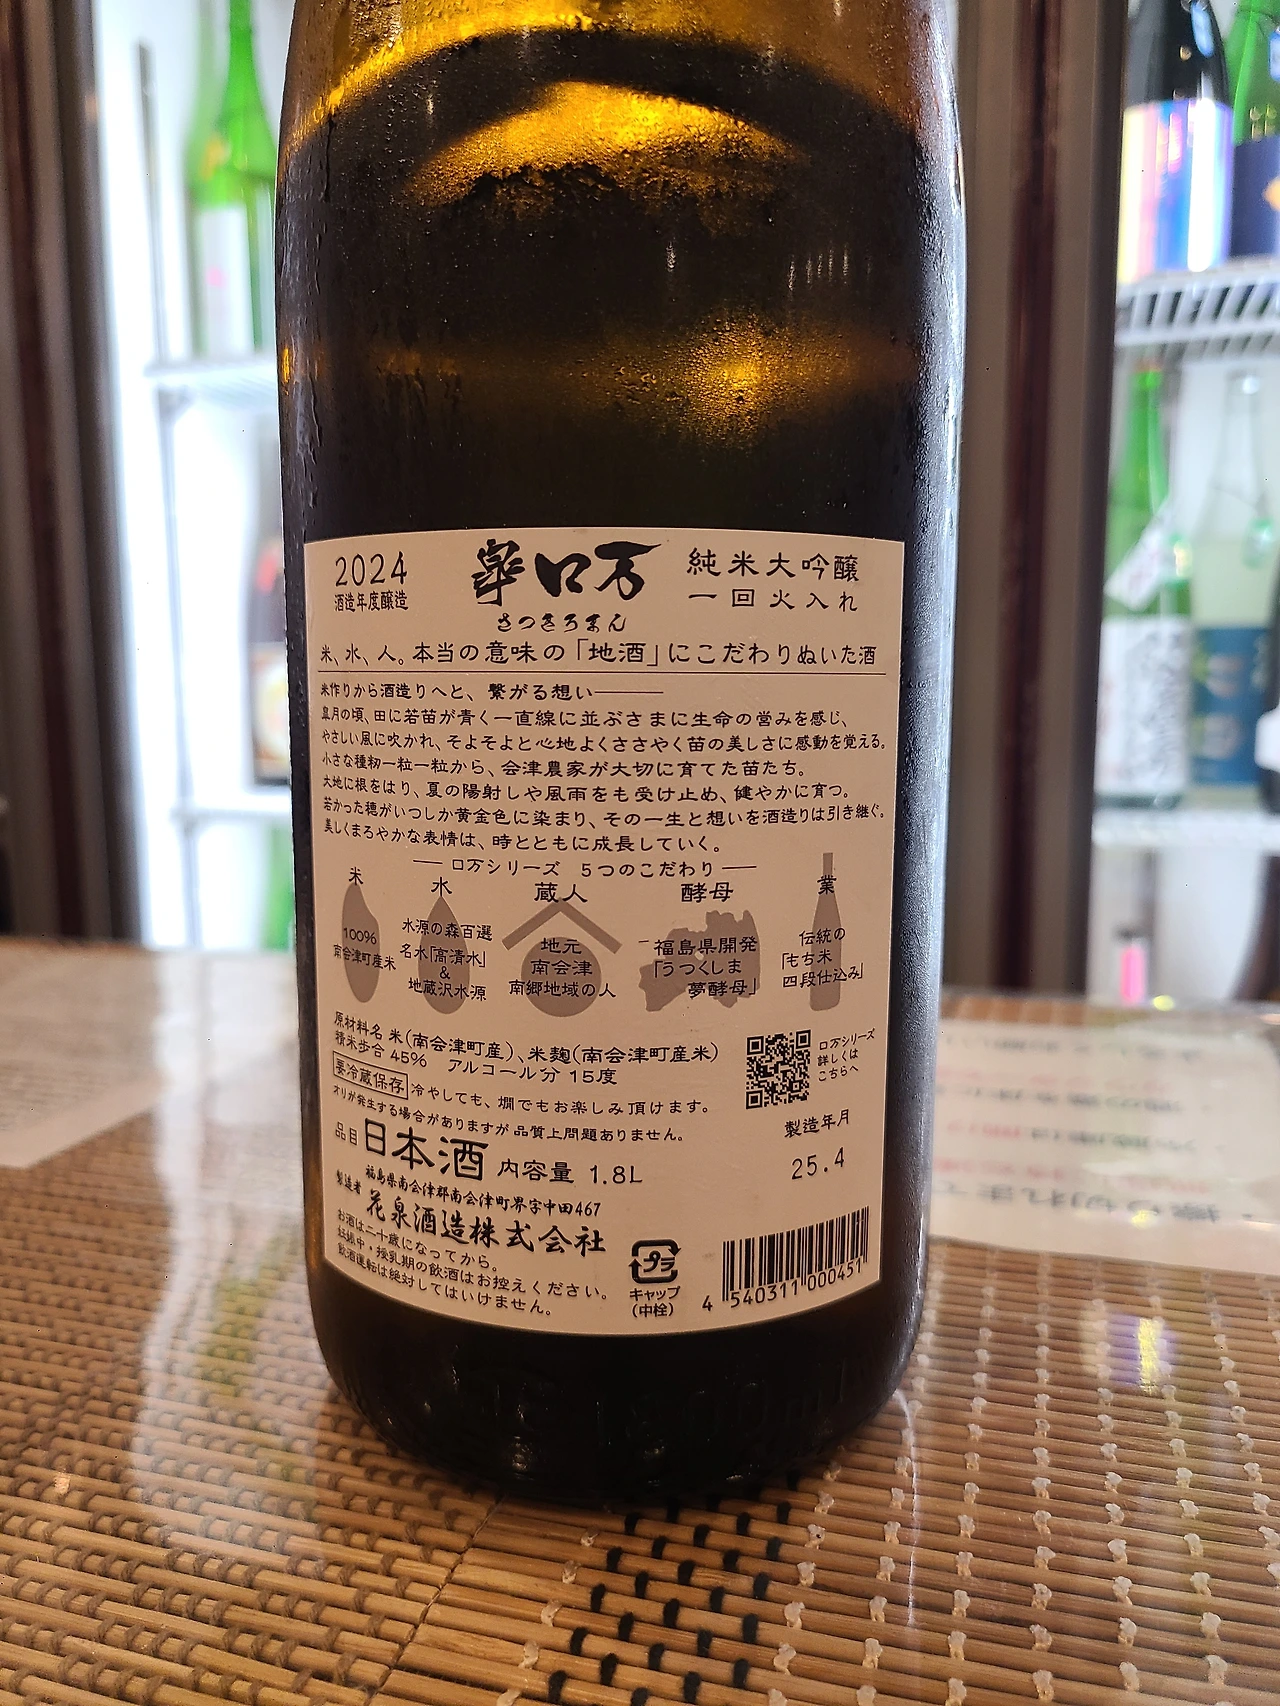 2024
酒造年度醸造
皐ロ万
さつきろまん
純米大吟醸
一回火入れ
米、水、人。本当の意味の「地酒」にこだわりぬいた酒
米作りから酒造りへと、繋がる想い───
皐月の頃、田に若苗が青く一直線に並ぶさまに生命の営みを感じ、
やさしい風に吹かれ、そよそよと心地よくささやく苗の美しさに感動を覚える。
小さな種籾一粒一粒から、会津農家が大切に育てた苗たち。
大地に根をはり、夏の陽射しや風雨をも受け止め、健やかに育つ。
若かった穂がいつしか黄金色に染まり、その一生と想いを酒造りは引き継ぐ。
美しくまろやかな表情は、時とともに成長していく。
── ロ万シリーズ 5つのこだわり ──
米
100%
南会津町産米
水
水源の森百選
名水「高清水」
&
地蔵沢水源
蔵人
地元
南会津
南郷地域の人
酵母
福島県開発
「うつくしま
夢酵母」
業
伝統の
「もち米
四段仕込み」
原材料名 米(南会津町産)、米麹(南会津町産米)
精米歩合 45% アルコール分 15度
要冷蔵保存 冷やしても、燗でもお楽しみ頂けます。
オリが発生する場合がありますが品質上問題ありません。
ロ万シリーズ
詳しくは
こちらへ
品目 日本酒 内容量 1.8L
製造年月
25.4
福島県南会津郡南会津町界字中田467
製造者 花泉酒造株式会社
お酒は二十歳になってから。
妊娠中・授乳期の飲酒はお控えください。
飲酒運転は絶対してはいけません。
プラ
キャップ
(中栓)
4 540311 000451